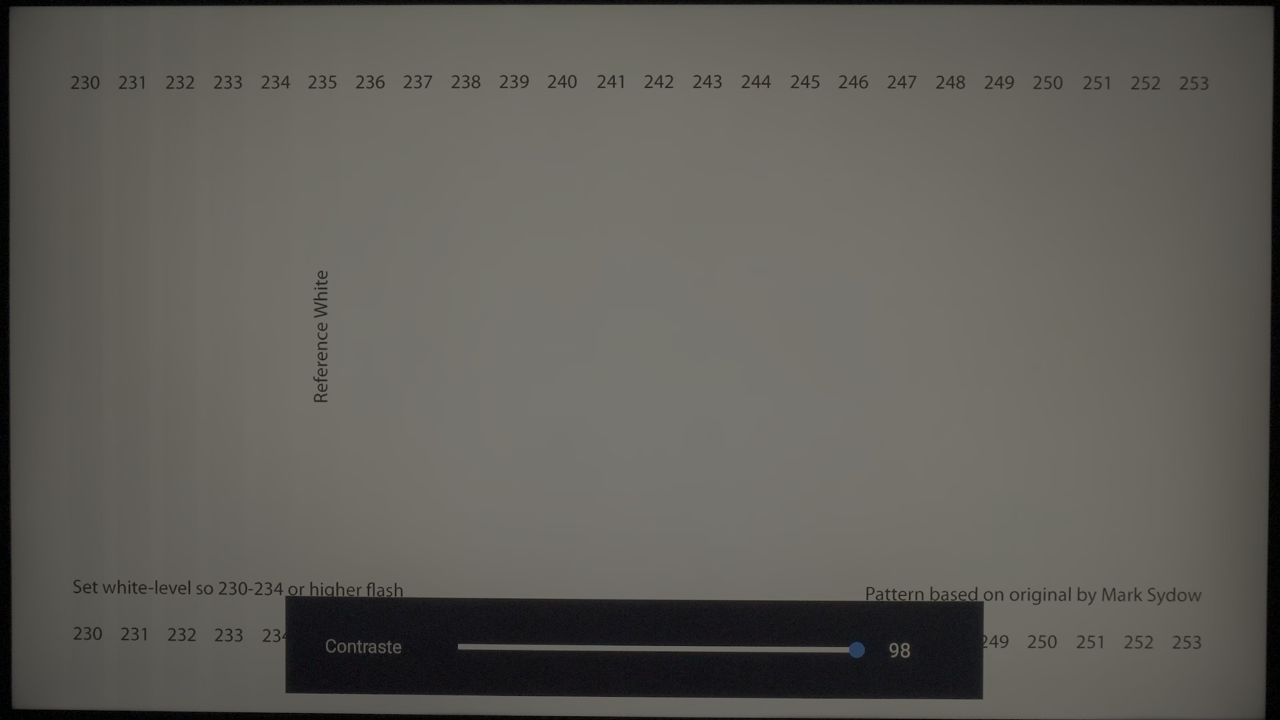 230 231 232 233 234 235 236 237 238 239 240 241 242 243 244 245 246 247 248 249 250 251 252 253
Reference White
Set white-level so 230-234 or higher flash
Pattern based on original by Mark Sydow
230 231 232 233 234 249 250 251 252 253
Contraste 98